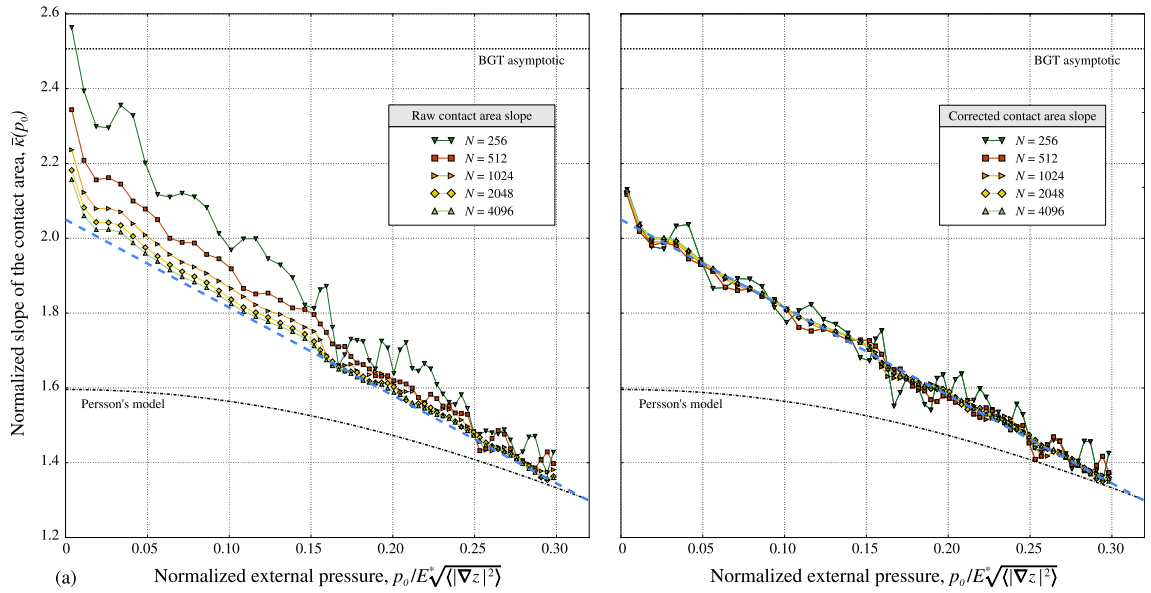 2.6
2.4
2.2
2.0
1.8
1.6
1.4
1.2
Normalized slope of the contact area, κ̄(p₀)
BGT asymptotic
Raw contact area slope
N = 256
N = 512
N = 1024
N = 2048
N = 4096
Persson's model
0 0.05 0.10 0.15 0.20 0.25 0.30
(a) Normalized external pressure, p₀/E*√⟨|∇z|²⟩
BGT asymptotic
Corrected contact area slope
N = 256
N = 512
N = 1024
N = 2048
N = 4096
Persson's model
0 0.05 0.10 0.15 0.20 0.25 0.30
Normalized external pressure, p₀/E*√⟨|∇z|²⟩